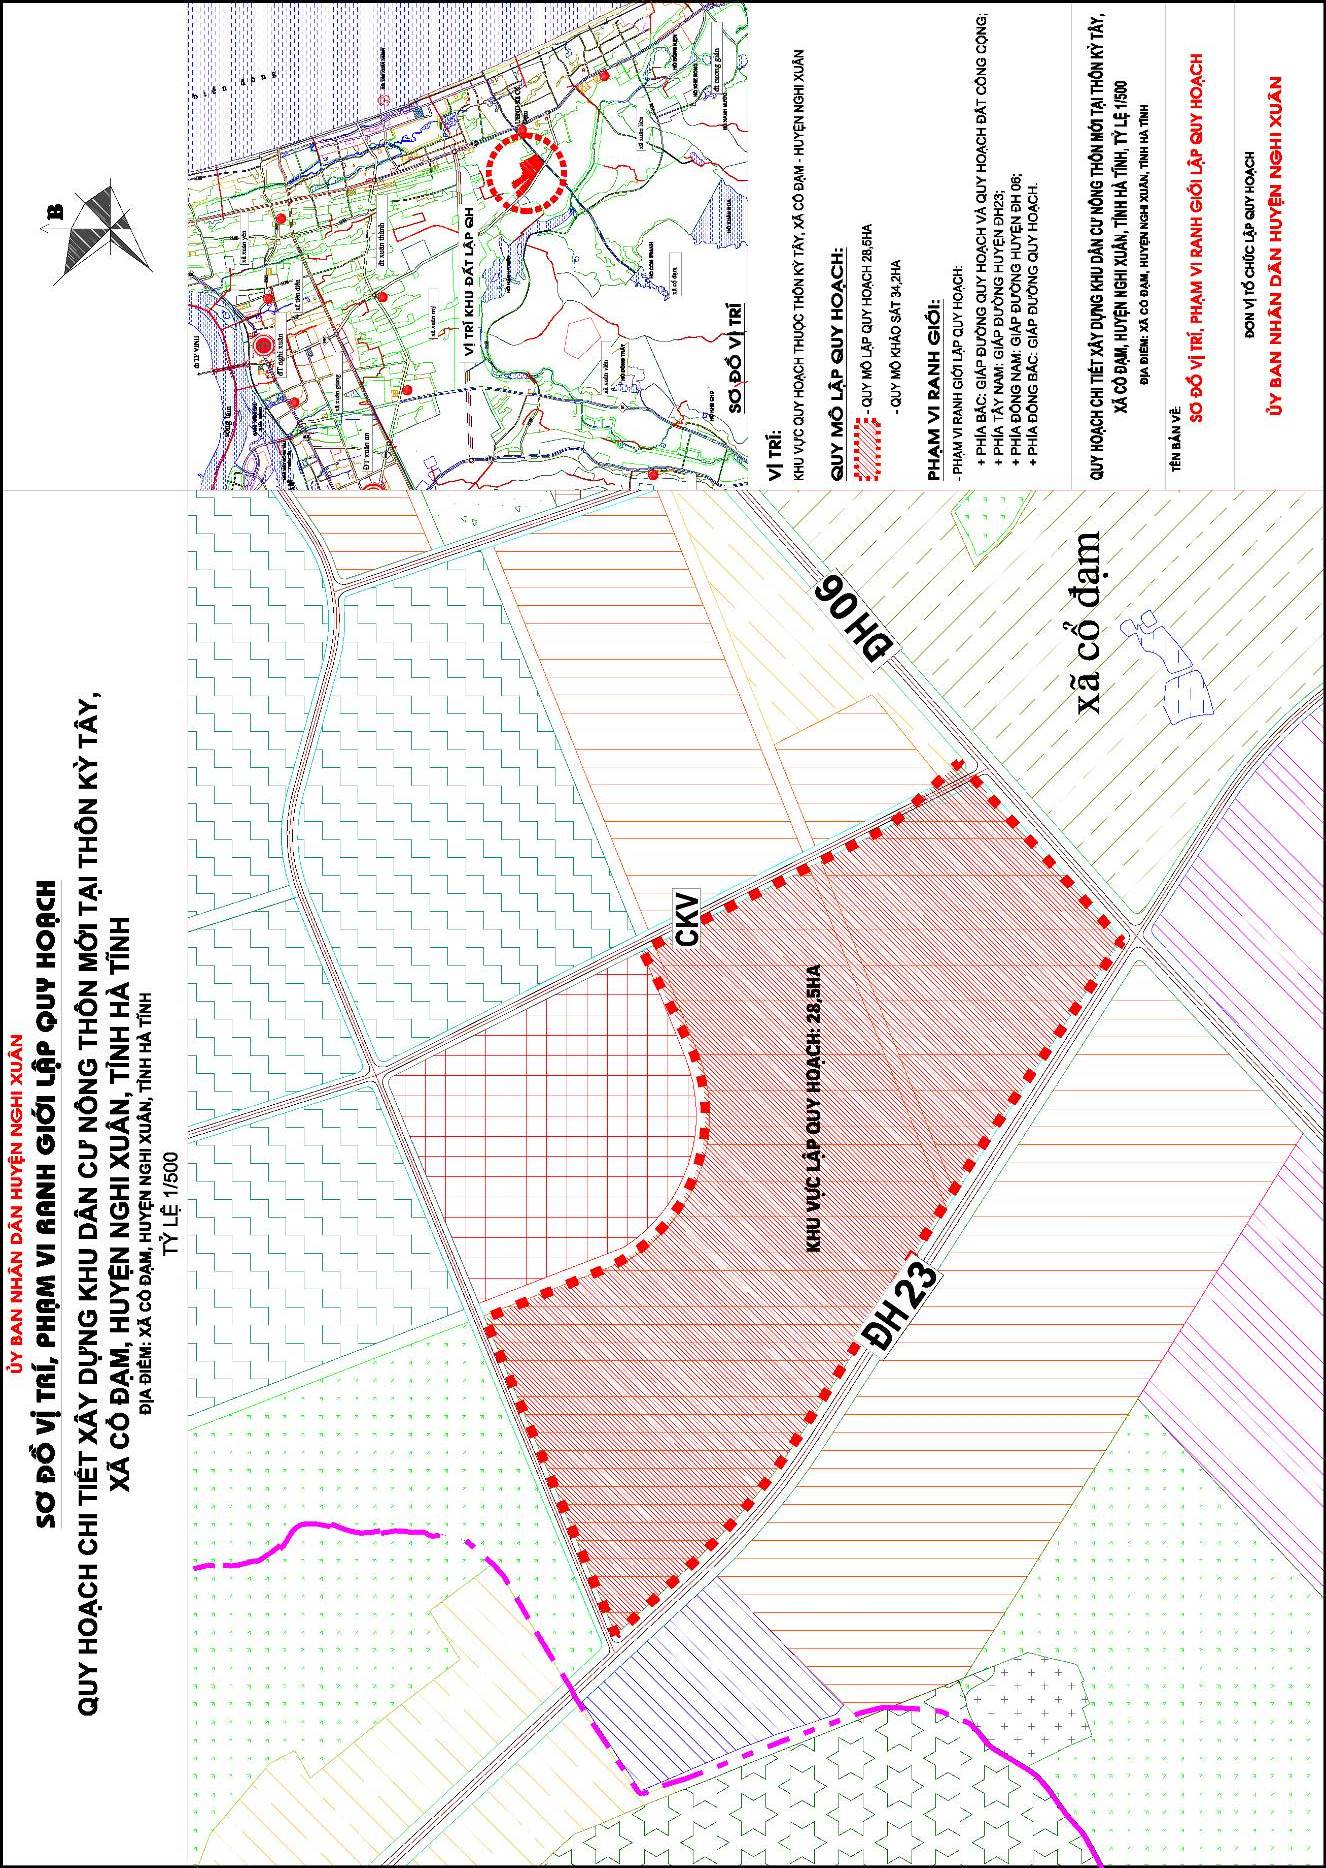 ỦY BAN NHÂN DÂN HUYỆN NGHI XUÂN
SƠ ĐỒ VỊ TRÍ, PHẠM VI RANH GIỚI LẬP QUY HOẠCH
QUY HOẠCH CHI TIẾT XÂY DỰNG KHU DÂN CƯ NÔNG THÔN MỚI TẠI THÔN KỲ TÂY,
XÃ CỔ ĐẠM, HUYỆN NGHI XUÂN, TỈNH HÀ TĨNH
ĐỊA ĐIỂM: XÃ CỔ ĐẠM, HUYỆN NGHI XUÂN, TỈNH HÀ TĨNH
TỶ LỆ 1/500
B
VỊ TRÍ KHU ĐẤT LẬP QH
SƠ ĐỒ VỊ TRÍ
CKV
ĐH 06
ĐH 23
KHU VỰC LẬP QUY HOẠCH: 28,5HA
xã cổ đạm
VỊ TRÍ:
KHU VỰC QUY HOẠCH THUỘC THÔN KỲ TÂY, XÃ CỔ ĐẠM - HUYỆN NGHI XUÂN
QUY MÔ LẬP QUY HOẠCH:
- QUY MÔ LẬP QUY HOẠCH 28,5HA
- QUY MÔ KHẢO SÁT 34,2HA
PHẠM VI RANH GIỚI:
- PHẠM VI RANH GIỚI LẬP QUY HOẠCH:
+ PHÍA BẮC: GIÁP ĐƯỜNG QUY HOẠCH VÀ QUY HOẠCH ĐẤT CÔNG CỘNG;
+ PHÍA TÂY NAM: GIÁP ĐƯỜNG HUYỆN ĐH23;
+ PHÍA ĐÔNG NAM: GIÁP ĐƯỜNG HUYỆN ĐH 06;
+ PHÍA ĐÔNG BẮC: GIÁP ĐƯỜNG QUY HOẠCH.
QUY HOẠCH CHI TIẾT XÂY DỰNG KHU DÂN CƯ NÔNG THÔN MỚI TẠI THÔN KỲ TÂY,
XÃ CỔ ĐẠM, HUYỆN NGHI XUÂN, TỈNH HÀ TĨNH, TỶ LỆ 1/500
ĐỊA ĐIỂM: XÃ CỔ ĐẠM, HUYỆN NGHI XUÂN, TỈNH HÀ TĨNH
TÊN BẢN VẼ:
SƠ ĐỒ VỊ TRÍ, PHẠM VI RANH GIỚI LẬP QUY HOẠCH
ĐƠN VỊ TỔ CHỨC LẬP QUY HOẠCH
ỦY BAN NHÂN DÂN HUYỆN NGHI XUÂN